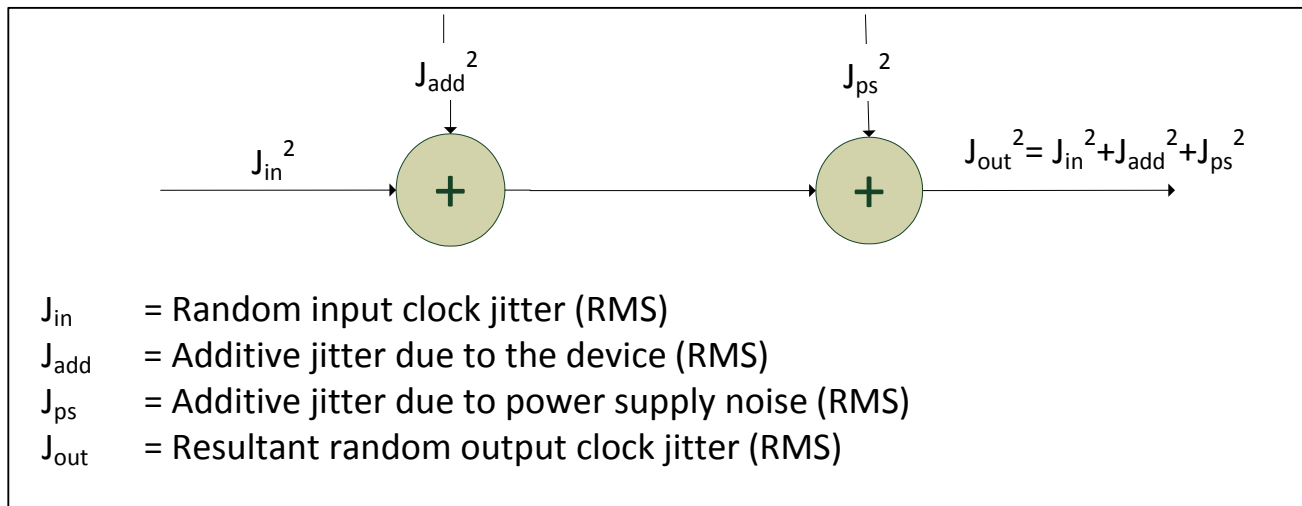 J_add^2
J_ps^2
J_in^2
J_out^2= J_in^2+J_add^2+J_ps^2
+
+
J_in = Random input clock jitter (RMS)
J_add = Additive jitter due to the device (RMS)
J_ps = Additive jitter due to power supply noise (RMS)
J_out = Resultant random output clock jitter (RMS)